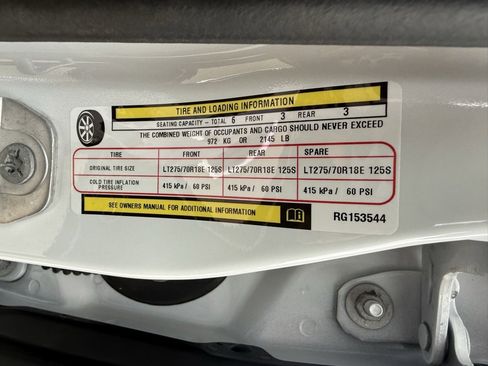 TIRE AND LOADING INFORMATION
SEATING CAPACITY - TOTAL 6 FRONT 3 REAR 3
THE COMBINED WEIGHT OF OCCUPANTS AND CARGO SHOULD NEVER EXCEED
972 KG OR 2145 LB
TIRE FRONT REAR SPARE
ORIGINAL TIRE SIZE LT275/70R18E 125S LT275/70R18E 125S LT275/70R18E 125S
COLD TIRE INFLATION PRESSURE 415 kPa / 60 PSI 415 kPa / 60 PSI 415 kPa / 60 PSI
SEE OWNERS MANUAL FOR ADDITIONAL INFORMATION RG153544